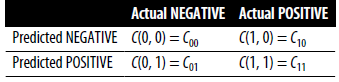 Actual NEGATIVE Actual POSITIVE
Predicted NEGATIVE C(0, 0) = C₀₀ C(1, 0) = C₁₀
Predicted POSITIVE C(0, 1) = C₀₁ C(1, 1) = C₁₁